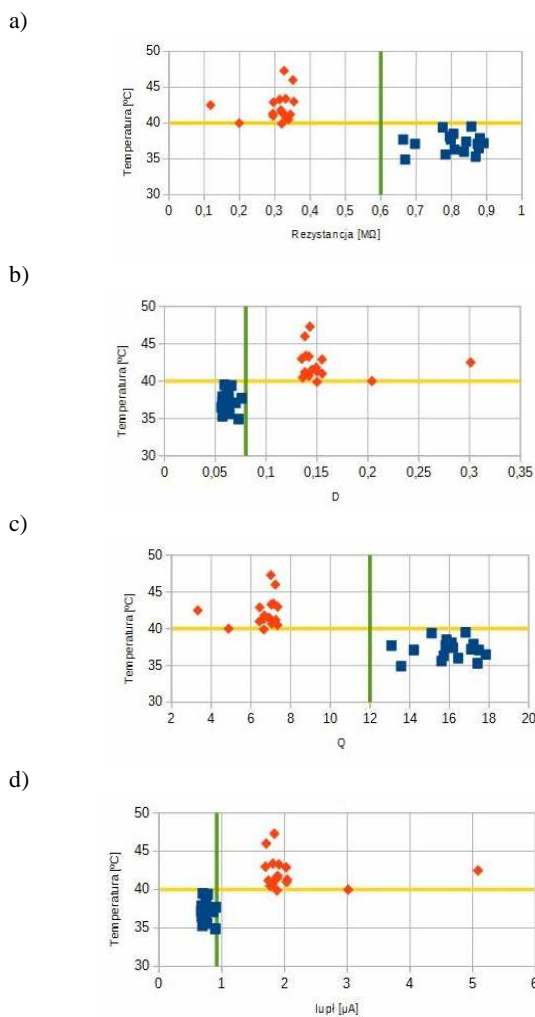 a)
50
45
40
35
30
Temperatura [ºC]
0 0,1 0,2 0,3 0,4 0,5 0,6 0,7 0,8 0,9 1
Rezystancja [MΩ]
b)
50
45
40
35
30
Temperatura [ºC]
0 0,05 0,1 0,15 0,2 0,25 0,3 0,35
D
c)
50
45
40
35
30
Temperatura [ºC]
2 4 6 8 10 12 14 16 18 20
Q
d)
50
45
40
35
30
Temperatura [ºC]
0 1 2 3 4 5 6
Iupł [µA]